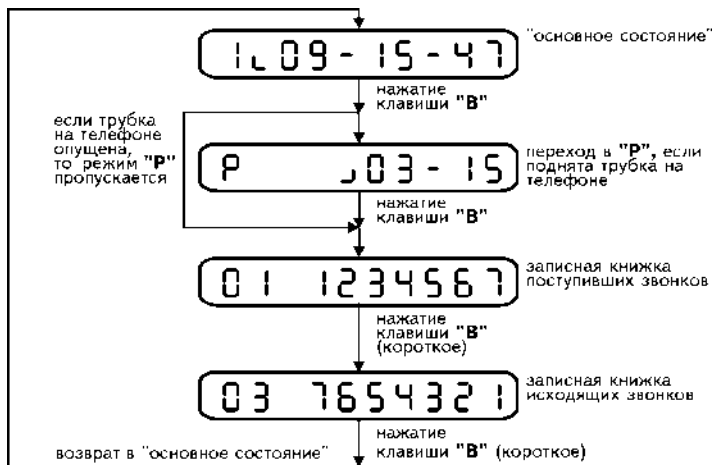 "основное состояние"
1 09-15-47
нажатие
клавиши "В"
если трубка
на телефоне
опущена,
то режим "Р"
пропускается
P 03-15
переход в "Р", если
поднята трубка на
телефоне
нажатие
клавиши "В"
01 1234567
записная книжка
поступивших звонков
нажатие
клавиши "В"
(короткое)
03 7654321
записная книжка
исходящих звонков
возврат в "основное состояние"
нажатие
клавиши "В" (короткое)